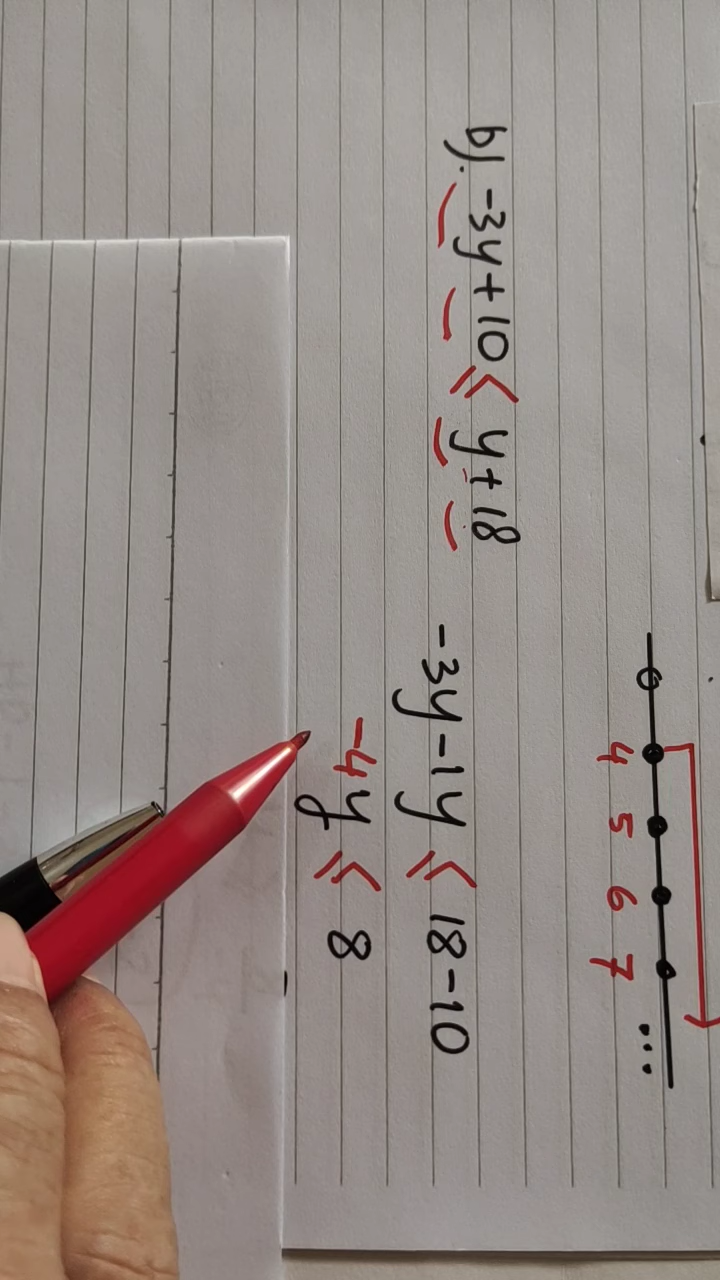 4 5 6 7 ...
b). -3y+10 ≤ y+18
-3y-1y ≤ 18-10
-4y ≤ 8